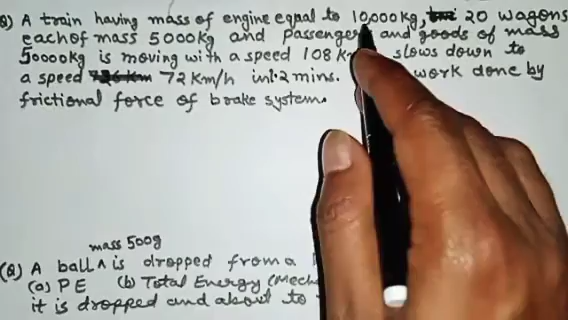 Q) A train having mass of engine equal to 10,000kg, 20 wagons
each of mass 5000kg and passengers and goods of mass
50000kg is moving with a speed 108 k slows down to
a speed 72 km/h in 2 mins. work done by
frictional force of brake system.
mass 500g
(Q) A ball ^ is dropped from a
(a) PE (b) Total Energy (Mech
it is dropped and about to